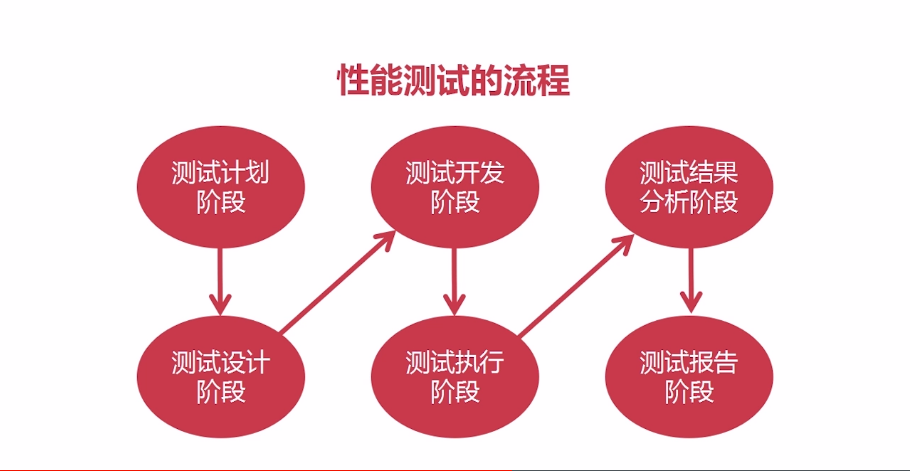 性能测试的流程
测试计划
阶段
测试设计
阶段
测试开发
阶段
测试执行
阶段
测试结果
分析阶段
测试报告
阶段